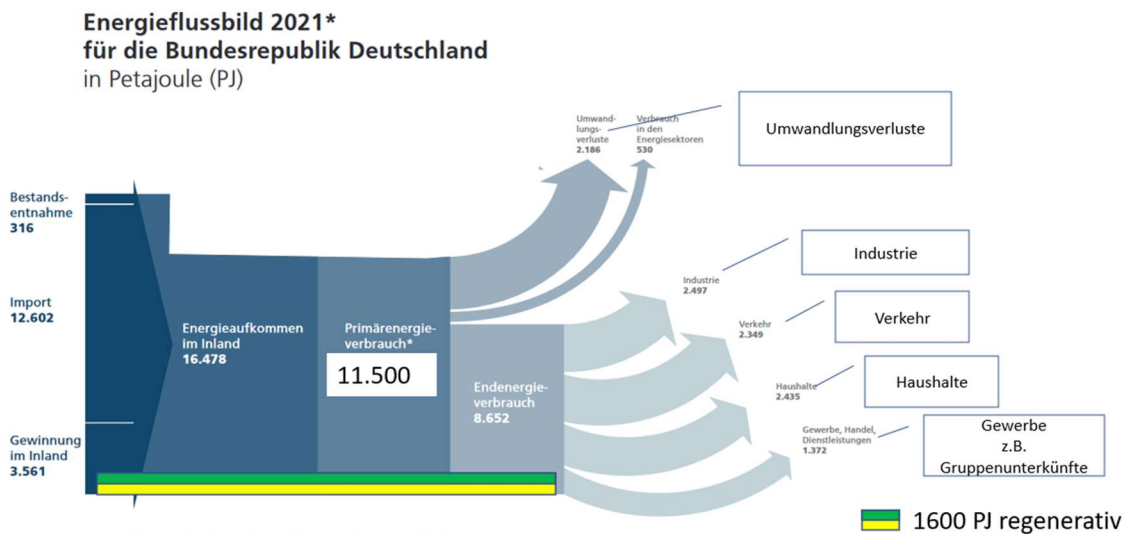 Energieflussbild 2021*
für die Bundesrepublik Deutschland
in Petajoule (PJ)
Bestands-
entnahme
316
Import
12.602
Gewinnung
im Inland
3.561
Energieaufkommen
im Inland
16.478
Primärenergie-
verbrauch*
11.500
Endenergie-
verbrauch
8.652
Umwand-
lungs-
verluste
2.186
Verbrauch
in den
Energiesektoren
530
Umwandlungsverluste
Industrie
2.497
Industrie
Verkehr
2.349
Verkehr
Haushalte
2.435
Haushalte
Gewerbe, Handel,
Dienstleistungen
1.372
Gewerbe
z.B.
Gruppenunterkünfte
1600 PJ regenerativ